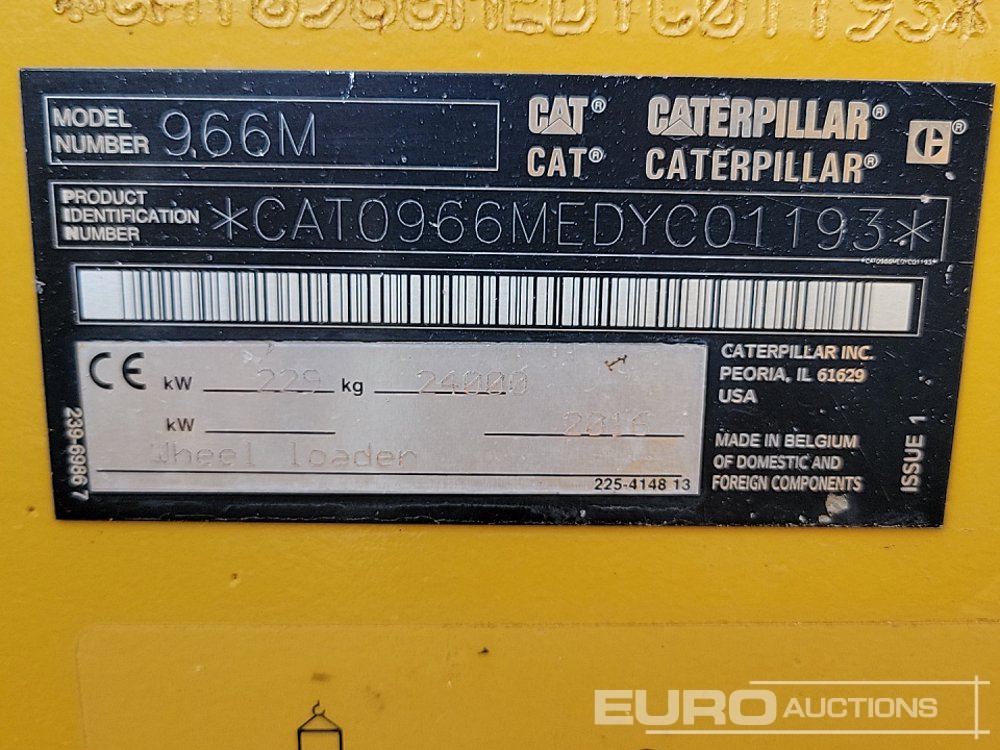 *CAT0966MEDYC01193*
MODEL
NUMBER 966M
CAT® CATERPILLAR®
CAT® CATERPILLAR®
C®
PRODUCT
IDENTIFICATION
NUMBER *CAT0966MEDYC01193*
*CAT0966MEDYC01193*
CE kW 229 kg 24000
kW 2016
Wheel loader
225-4148 13
239-6986 7
CATERPILLAR INC.
PEORIA, IL 61629
USA
MADE IN BELGIUM
OF DOMESTIC AND
FOREIGN COMPONENTS
ISSUE 1
EURO AUCTIONS